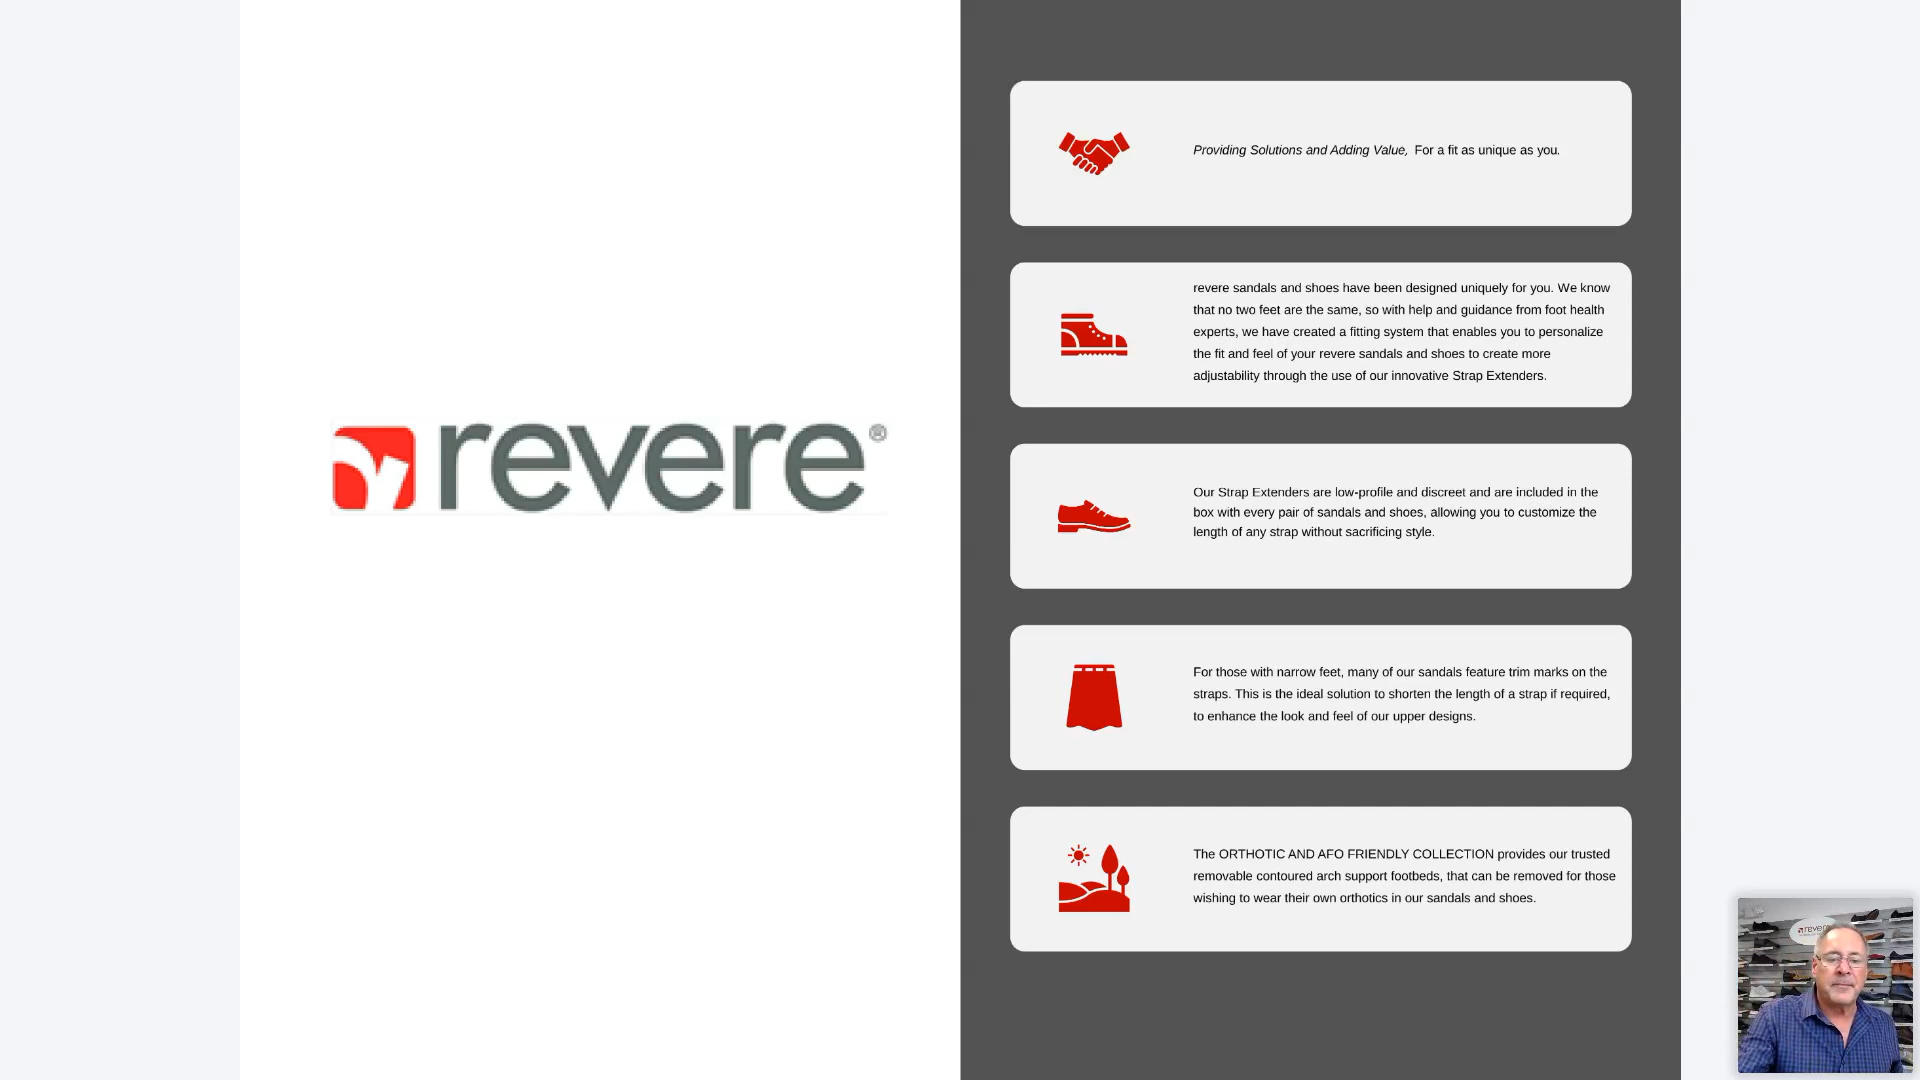 revere®
Providing Solutions and Adding Value, For a fit as unique as you.
revere sandals and shoes have been designed uniquely for you. We know
that no two feet are the same, so with help and guidance from foot health
experts, we have created a fitting system that enables you to personalize
the fit and feel of your revere sandals and shoes to create more
adjustability through the use of our innovative Strap Extenders.
Our Strap Extenders are low-profile and discreet and are included in the
box with every pair of sandals and shoes, allowing you to customize the
length of any strap without sacrificing style.
For those with narrow feet, many of our sandals feature trim marks on the
straps. This is the ideal solution to shorten the length of a strap if required,
to enhance the look and feel of our upper designs.
The ORTHOTIC AND AFO FRIENDLY COLLECTION provides our trusted
removable contoured arch support footbeds, that can be removed for those
wishing to wear their own orthotics in our sandals and shoes.
revere